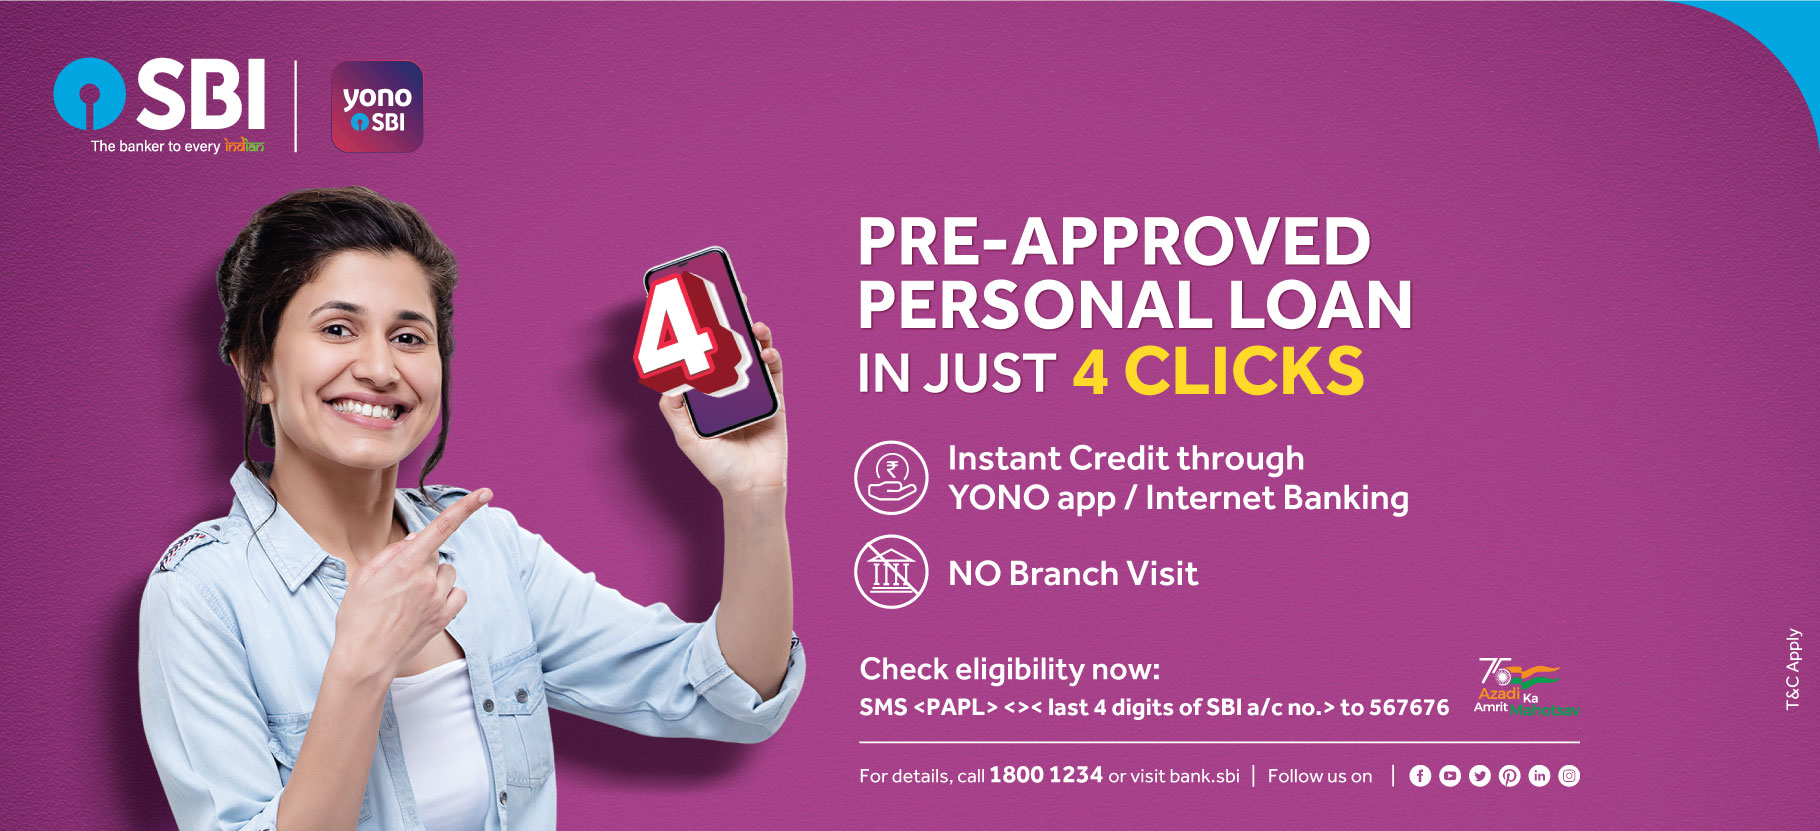 SBI
The banker to every indian
yono
SBI
4
PRE-APPROVED
PERSONAL LOAN
IN JUST 4 CLICKS
₹
Instant Credit through
YONO app / Internet Banking
NO Branch Visit
Check eligibility now:
SMS <PAPL> <>< last 4 digits of SBI a/c no.> to 567676
75
Azadi Ka
Amrit Mahotsav
For details, call 1800 1234 or visit bank.sbi | Follow us on |
T&C Apply